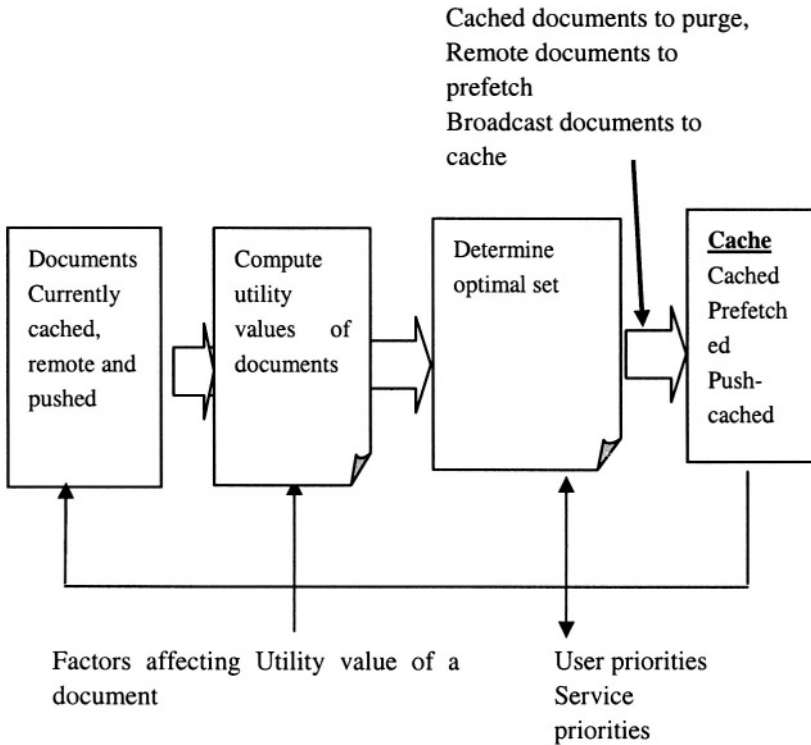 Cached documents to purge,
Remote documents to
prefetch
Broadcast documents to
cache
Documents
Currently
cached,
remote and
pushed
Compute
utility
values of
documents
Determine
optimal set
Cache
Cached
Prefetch
ed
Push-
cached
Factors affecting Utility value of a
document
User priorities
Service
priorities